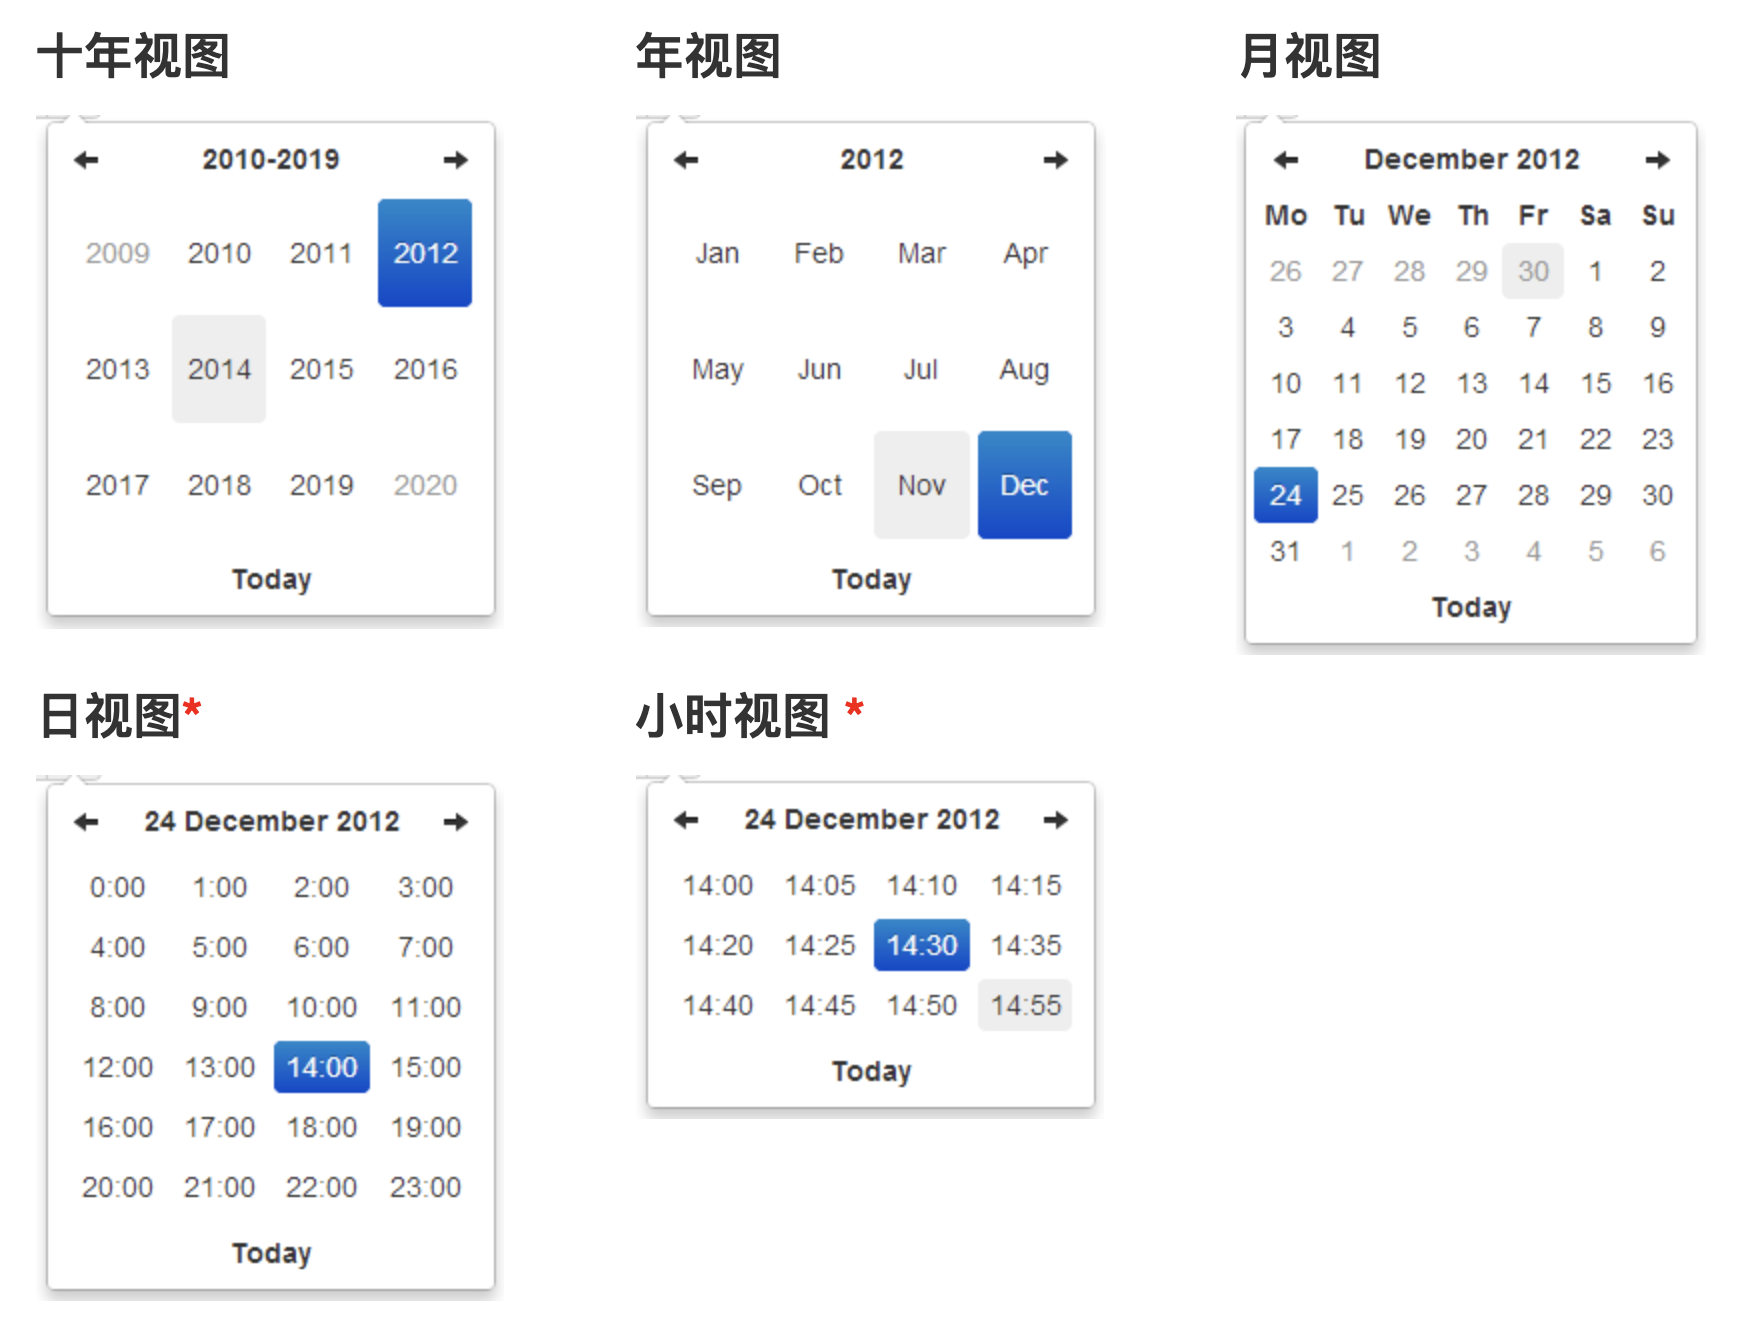 十年视图
2010-2019
2009 2010 2011 2012
2013 2014 2015 2016
2017 2018 2019 2020
Today
年视图
2012
Jan Feb Mar Apr
May Jun Jul Aug
Sep Oct Nov Dec
Today
月视图
December 2012
Mo Tu We Th Fr Sa Su
26 27 28 29 30 1 2
3 4 5 6 7 8 9
10 11 12 13 14 15 16
17 18 19 20 21 22 23
24 25 26 27 28 29 30
31 1 2 3 4 5 6
Today
日视图*
24 December 2012
0:00 1:00 2:00 3:00
4:00 5:00 6:00 7:00
8:00 9:00 10:00 11:00
12:00 13:00 14:00 15:00
16:00 17:00 18:00 19:00
20:00 21:00 22:00 23:00
Today
小时视图 *
24 December 2012
14:00 14:05 14:10 14:15
14:20 14:25 14:30 14:35
14:40 14:45 14:50 14:55
Today